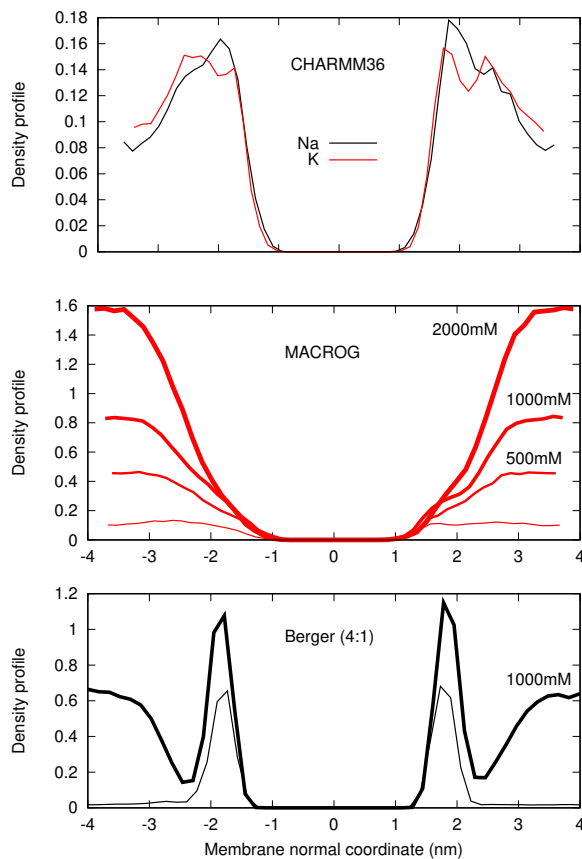 0.18
0.16
0.14
0.12
0.1
0.08
0.06
0.04
0.02
0
Density profile
CHARMM36
Na
K
1.6
1.4
1.2
1
0.8
0.6
0.4
0.2
0
Density profile
MACROG
2000mM
1000mM
500mM
-4 -3 -2 -1 0 1 2 3 4
1.2
1
0.8
0.6
0.4
0.2
0
Density profile
Berger (4:1)
1000mM
-4 -3 -2 -1 0 1 2 3 4
Membrane normal coordinate (nm)